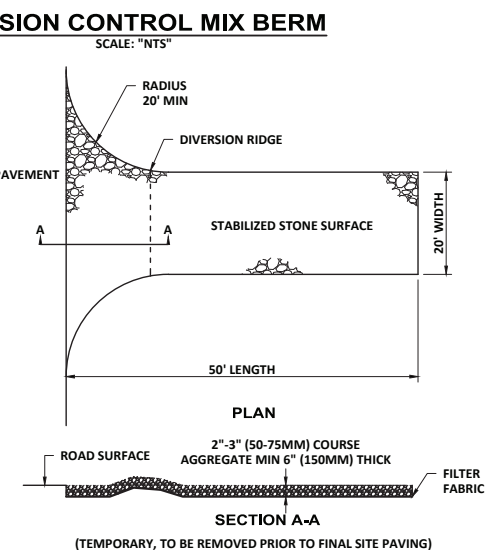 SION CONTROL MIX BERM
SCALE: "NTS"
RADIUS
20' MIN
DIVERSION RIDGE
PAVEMENT
A
A
STABILIZED STONE SURFACE
20' WIDTH
50' LENGTH
PLAN
ROAD SURFACE
2"-3" (50-75MM) COURSE
AGGREGATE MIN 6" (150MM) THICK
FILTER
FABRIC
SECTION A-A
(TEMPORARY, TO BE REMOVED PRIOR TO FINAL SITE PAVING)